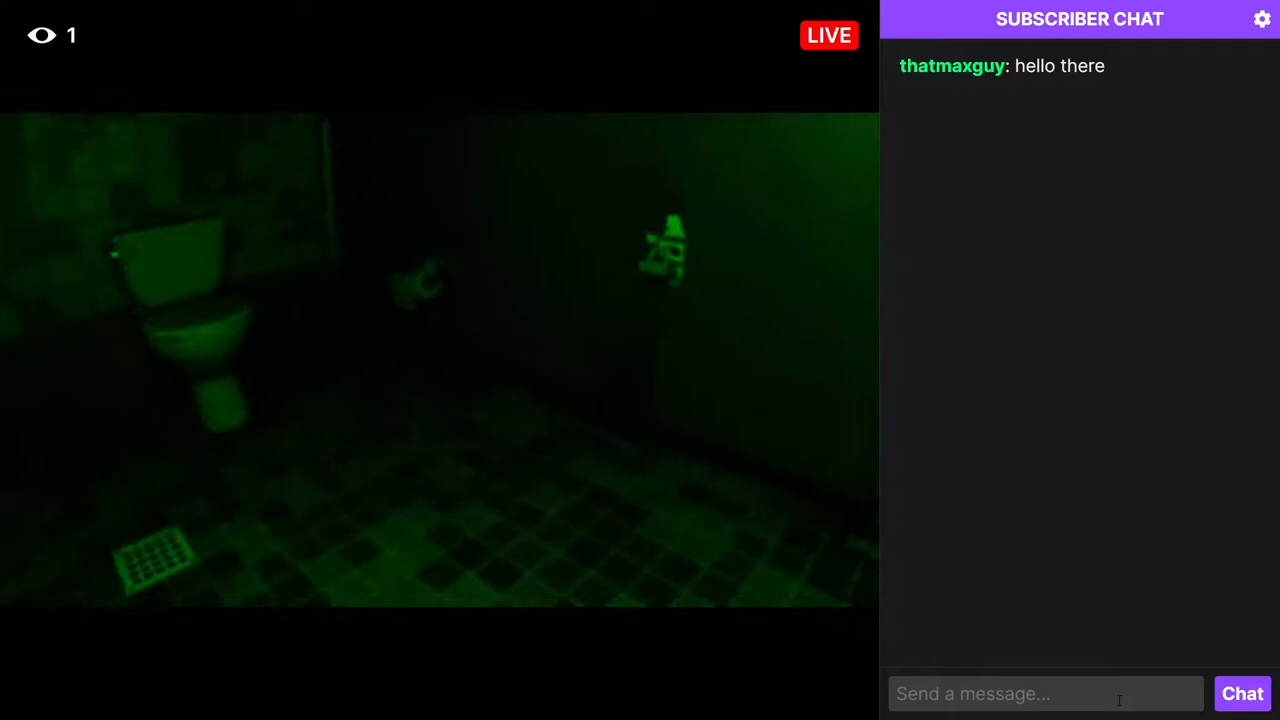 1
LIVE
SUBSCRIBER CHAT
thatmaxguy: hello there
Send a message...
Chat